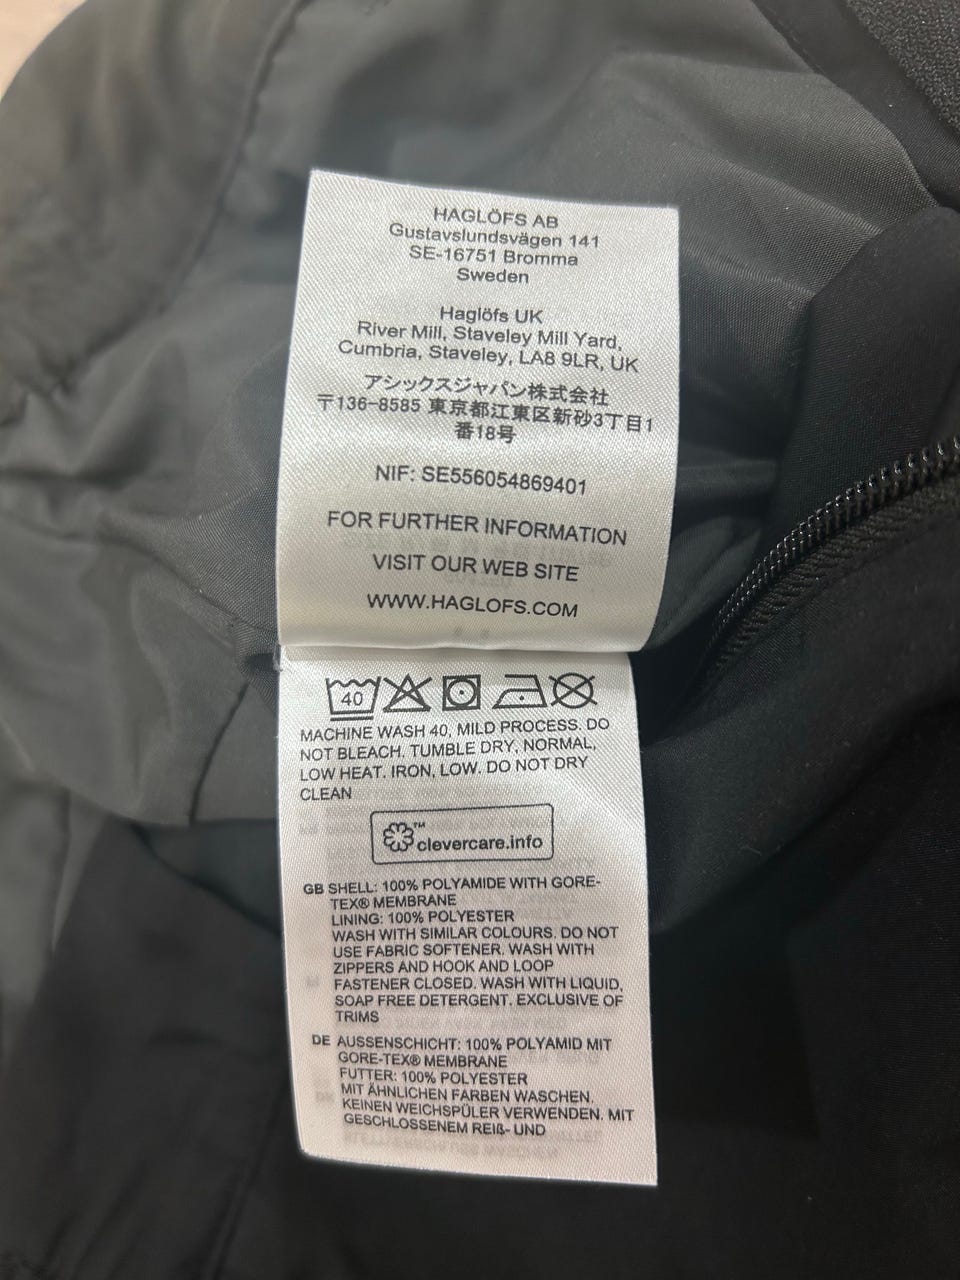 HAGLÖFS AB
Gustavslundsvägen 141
SE-16751 Bromma
Sweden
Haglöfs UK
River Mill, Staveley Mill Yard,
Cumbria, Staveley, LA8 9LR, UK
アシックスジャパン株式会社
〒136-8585 東京都江東区新砂3丁目1
番18号
NIF: SE556054869401
FOR FURTHER INFORMATION
VISIT OUR WEB SITE
WWW.HAGLOFS.COM
40
MACHINE WASH 40, MILD PROCESS. DO
NOT BLEACH. TUMBLE DRY, NORMAL,
LOW HEAT. IRON, LOW. DO NOT DRY
CLEAN
™ clevercare.info
GB SHELL: 100% POLYAMIDE WITH GORE-
TEX® MEMBRANE
LINING: 100% POLYESTER
WASH WITH SIMILAR COLOURS. DO NOT
USE FABRIC SOFTENER. WASH WITH
ZIPPERS AND HOOK AND LOOP
FASTENER CLOSED. WASH WITH LIQUID,
SOAP FREE DETERGENT. EXCLUSIVE OF
TRIMS
DE AUSSENSCHICHT: 100% POLYAMID MIT
GORE-TEX® MEMBRANE
FUTTER: 100% POLYESTER
MIT ÄHNLICHEN FARBEN WASCHEN.
KEINEN WEICHSPÜLER VERWENDEN. MIT
GESCHLOSSENEM REIß- UND